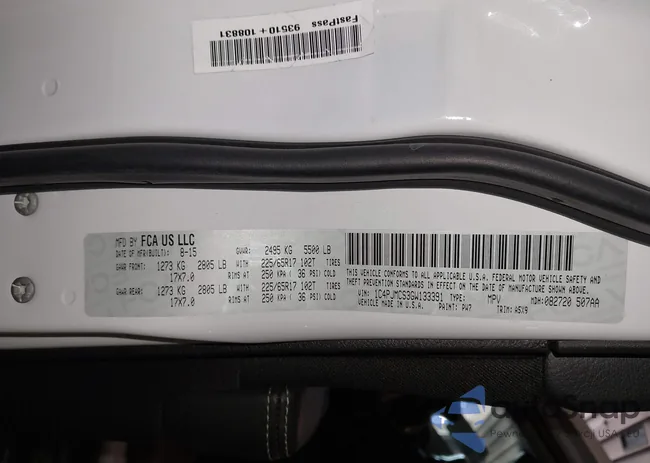 FastPass 93510+108831
MFD BY FCA US LLC
DATE OF MFR(BUILT): 8-15 GVWR: 2495 KG 5500 LB
GAWR FRONT: 1273 KG 2805 LB WITH 225/65R17 102T TIRES
17X7.0 RIMS AT 250 KPA ( 36 PSI) COLD
GAWR REAR: 1273 KG 2805 LB WITH 225/65R17 102T TIRES
17X7.0 RIMS AT 250 KPA ( 36 PSI) COLD
THIS VEHICLE CONFORMS TO ALL APPLICABLE U.S.A. FEDERAL MOTOR VEHICLE SAFETY AND
THEFT PREVENTION STANDARDS IN EFFECT ON THE DATE OF MANUFACTURE SHOWN ABOVE.
VIN: 1C4PJMCS3GW133391 TYPE: MPV MDH: 082720 507AA
VEHICLE MADE IN U.S.A. PAINT: PW7 TRIM: A5X9